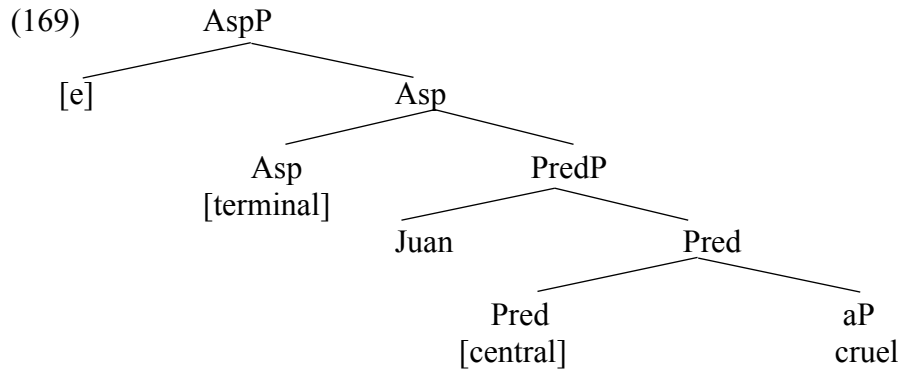 (169) AspP
[e] Asp
Asp PredP
[terminal]
Juan Pred
Pred aP
[central] cruel